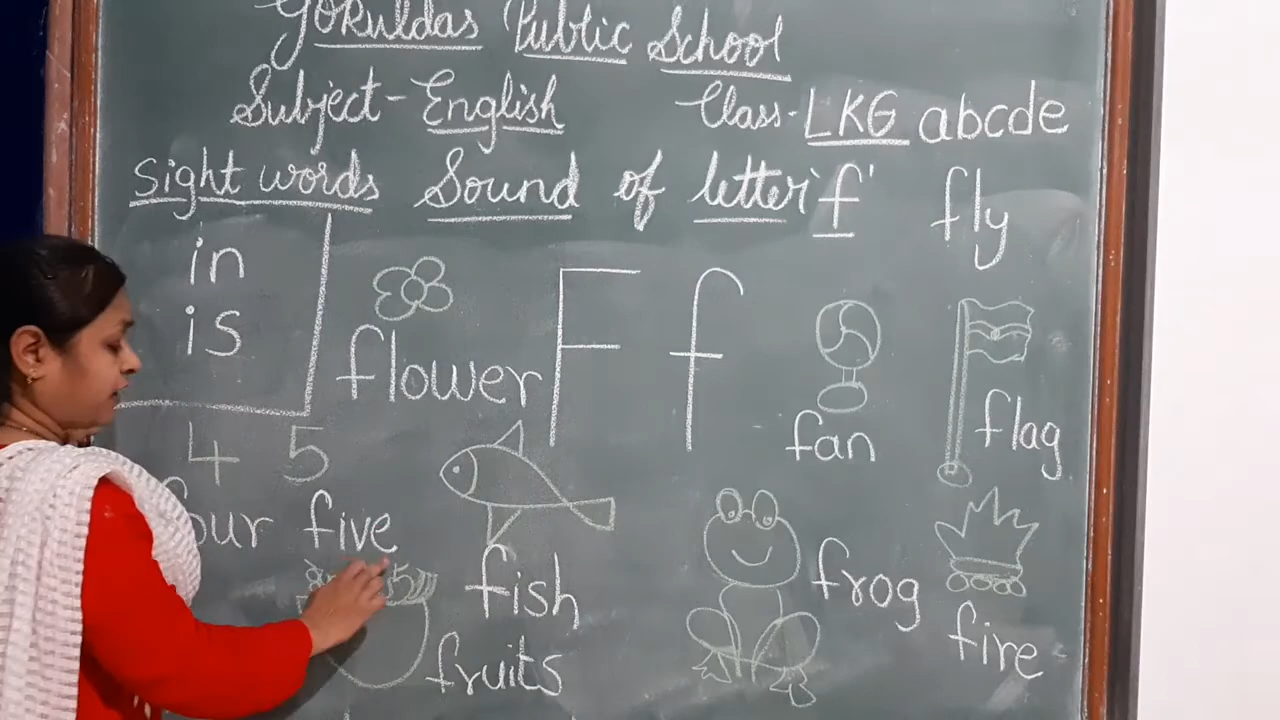 Gokuldas Public School
Subject- English Class- LKG abcde
Sight words Sound of letter 'f' fly
in
is
flower F f
fan
flag
4 5
four five
fish
frog
fruits
fire